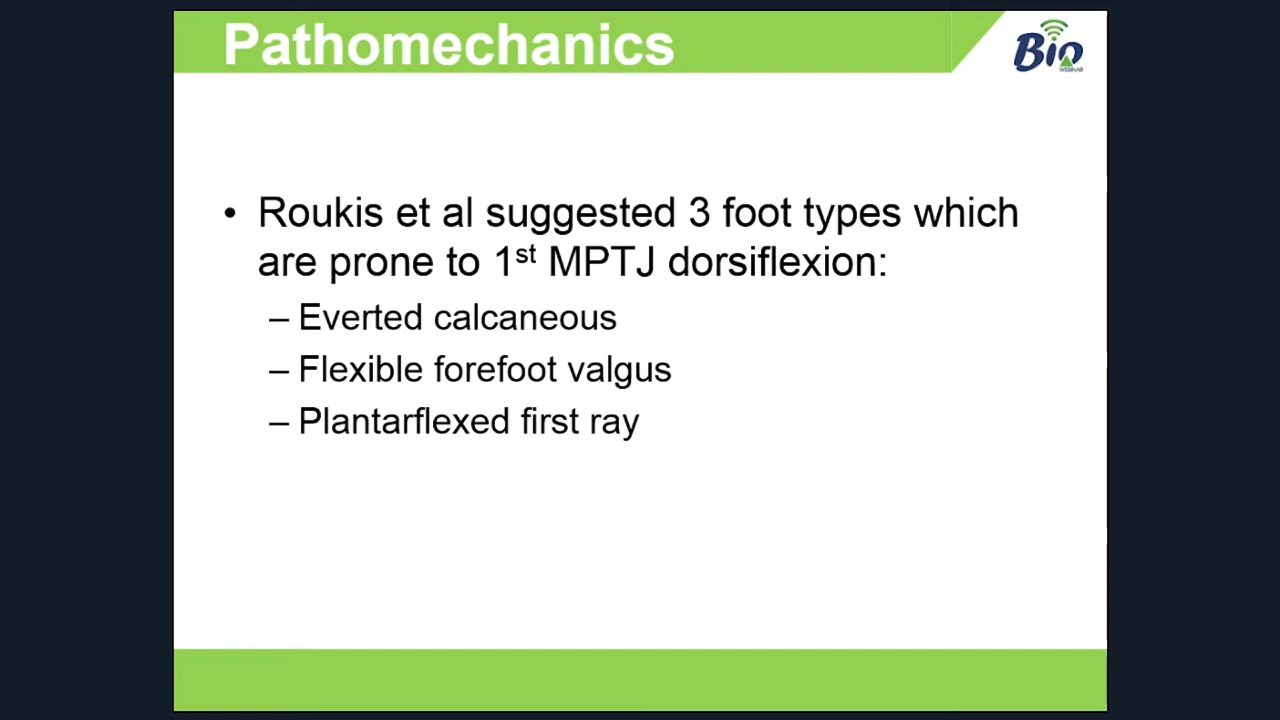 Pathomechanics
Bio
WEBINAR
• Roukis et al suggested 3 foot types which
are prone to 1st MPTJ dorsiflexion:
– Everted calcaneous
– Flexible forefoot valgus
– Plantarflexed first ray